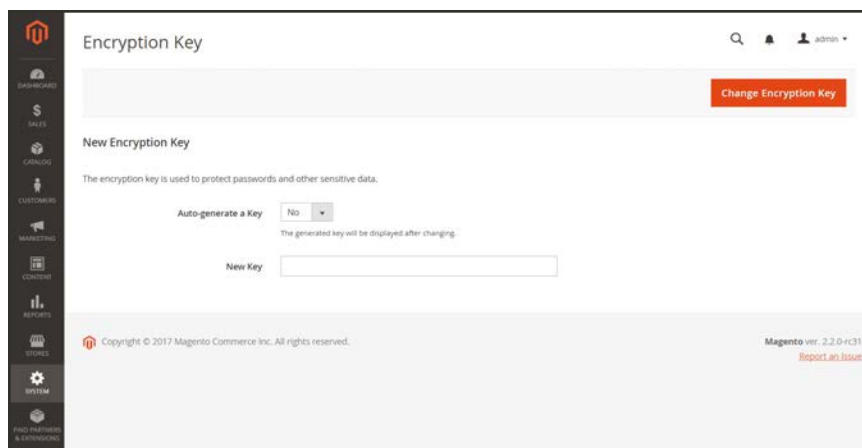 Encryption Key
admin
Change Encryption Key
DASHBOARD
SALES
CATALOG
CUSTOMERS
MARKETING
CONTENT
REPORTS
STORES
SYSTEM
FIND PARTNERS
& EXTENSIONS
New Encryption Key
The encryption key is used to protect passwords and other sensitive data.
Auto-generate a Key
No
The generated key will be displayed after changing.
New Key
Copyright © 2017 Magento Commerce Inc. All rights reserved.
Magento ver. 2.2.0-rc31
Report an Issue